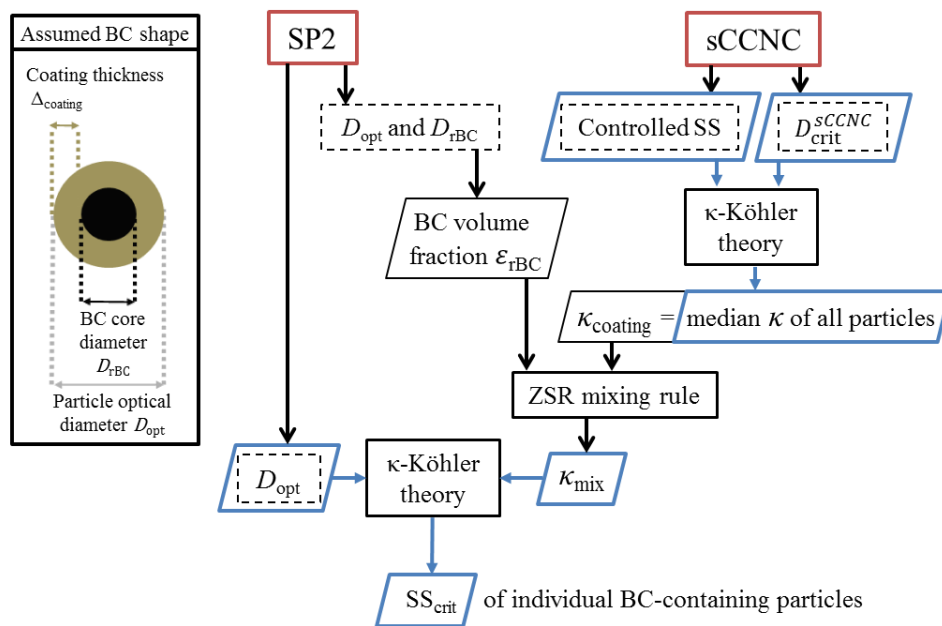 Assumed BC shape
Coating thickness
Δcoating
BC core
diameter
DrBC
Particle optical
diameter Dopt
SP2
sCCNC
Dopt and DrBC
Controlled SS
D^sCCNC_crit
BC volume
fraction εrBC
κ-Köhler
theory
κcoating = median κ of all particles
ZSR mixing rule
Dopt
κ-Köhler
theory
κmix
SScrit of individual BC-containing particles